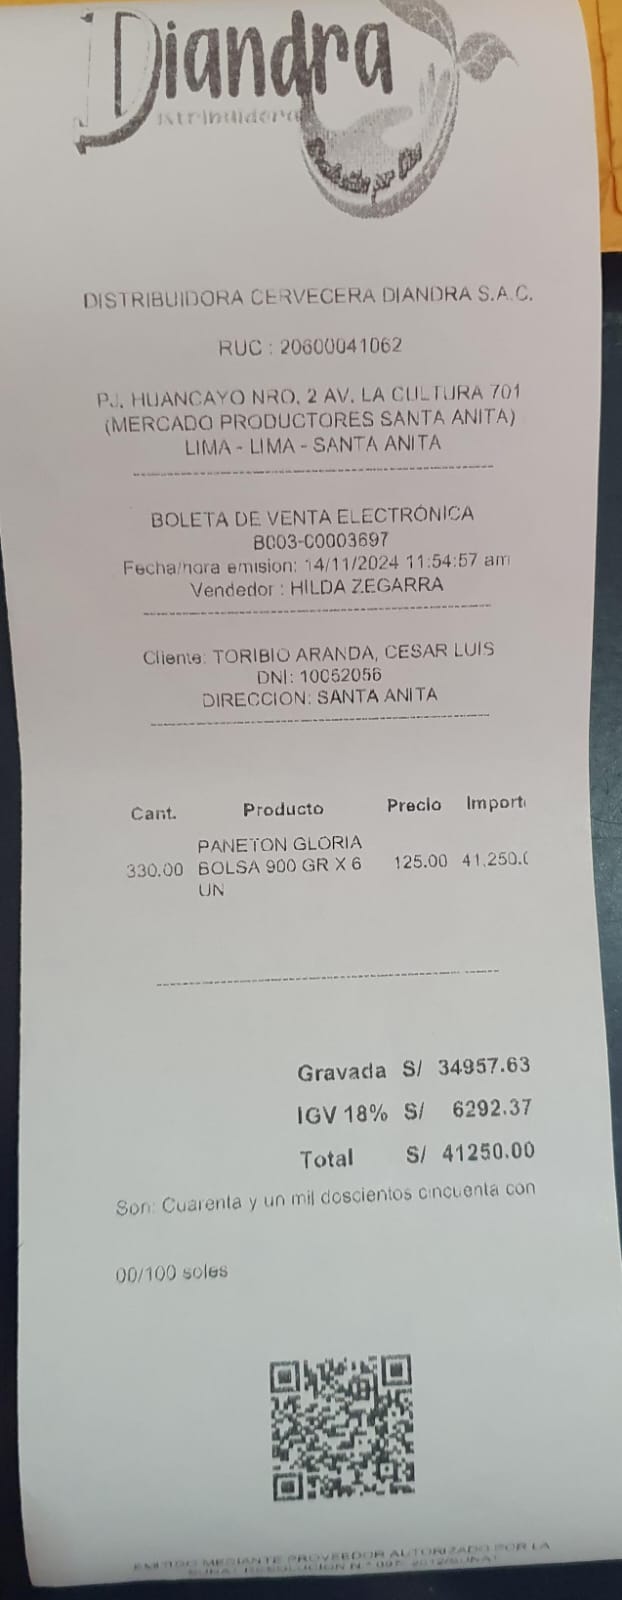 Diandra
istribuidora
DISTRIBUIDORA CERVECERA DIANDRA S.A.C.
RUC : 20600041062
PJ. HUANCAYO NRO. 2 AV. LA CULTURA 701
(MERCADO PRODUCTORES SANTA ANITA)
LIMA - LIMA - SANTA ANITA
BOLETA DE VENTA ELECTRÓNICA
B003-00003697
Fecha/hora emision: 14/11/2024 11:54:57 am
Vendedor : HILDA ZEGARRA
Cliente: TORIBIO ARANDA, CESAR LUIS
DNI: 10052056
DIRECCION: SANTA ANITA
Cant. Producto Precio Import
PANETON GLORIA
330.00 BOLSA 900 GR X 6 125.00 41,250.0
UN
Gravada S/ 34957.63
IGV 18% S/ 6292.37
Total S/ 41250.00
Son: Cuarenta y un mil doscientos cincuenta con
00/100 soles
EMITIDO MEDIANTE PROVEEDOR AUTORIZADO POR LA
SUNAT RESOLUCION N.°